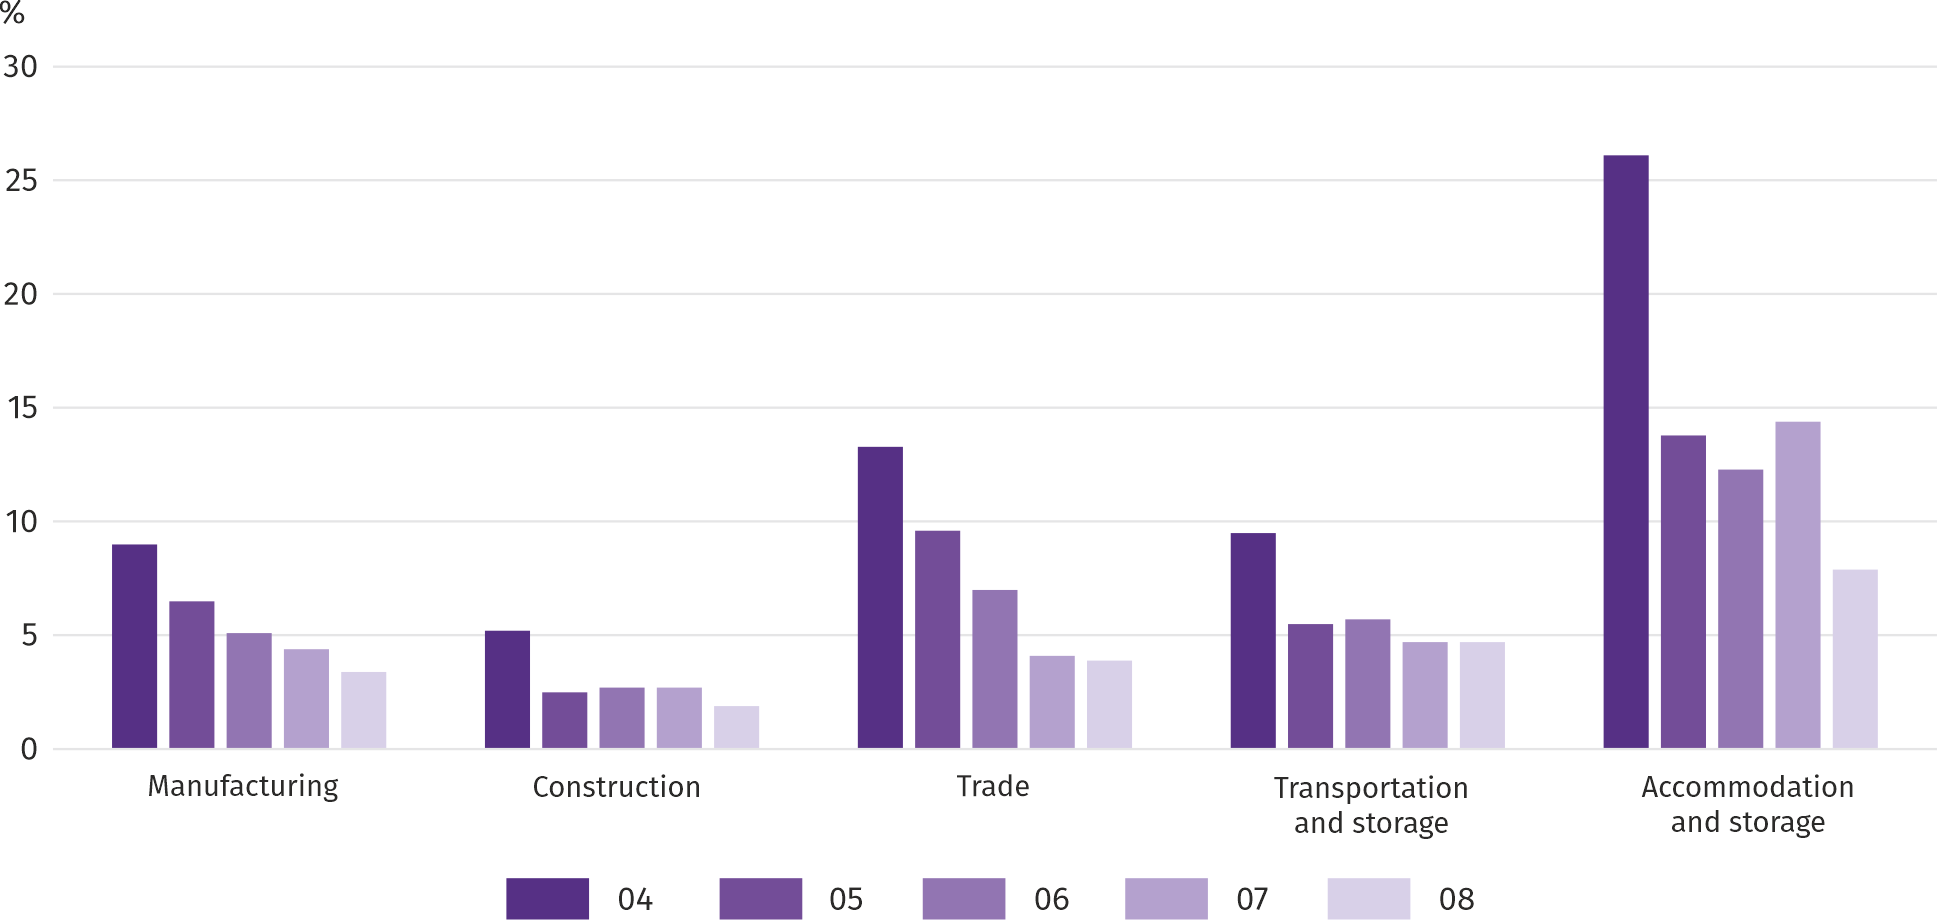 %
30
25
20
15
10
5
0
Manufacturing
Construction
Trade
Transportation
and storage
Accommodation
and storage
04
05
06
07
08